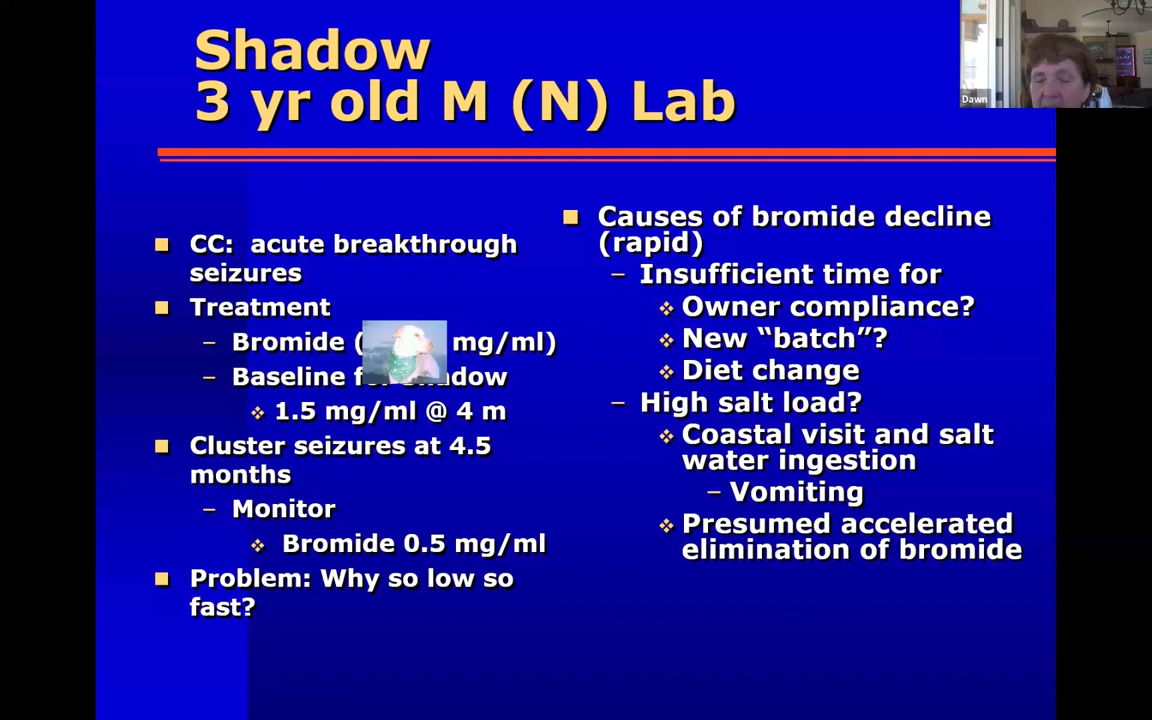 Shadow
3 yr old M (N) Lab
Dawn
CC: acute breakthrough
seizures
Treatment
– Bromide ( mg/ml)
– Baseline for Shadow
1.5 mg/ml @ 4 m
Cluster seizures at 4.5
months
– Monitor
Bromide 0.5 mg/ml
Problem: Why so low so
fast?
Causes of bromide decline
(rapid)
– Insufficient time for
Owner compliance?
New “batch”?
Diet change
– High salt load?
Coastal visit and salt
water ingestion
– Vomiting
Presumed accelerated
elimination of bromide